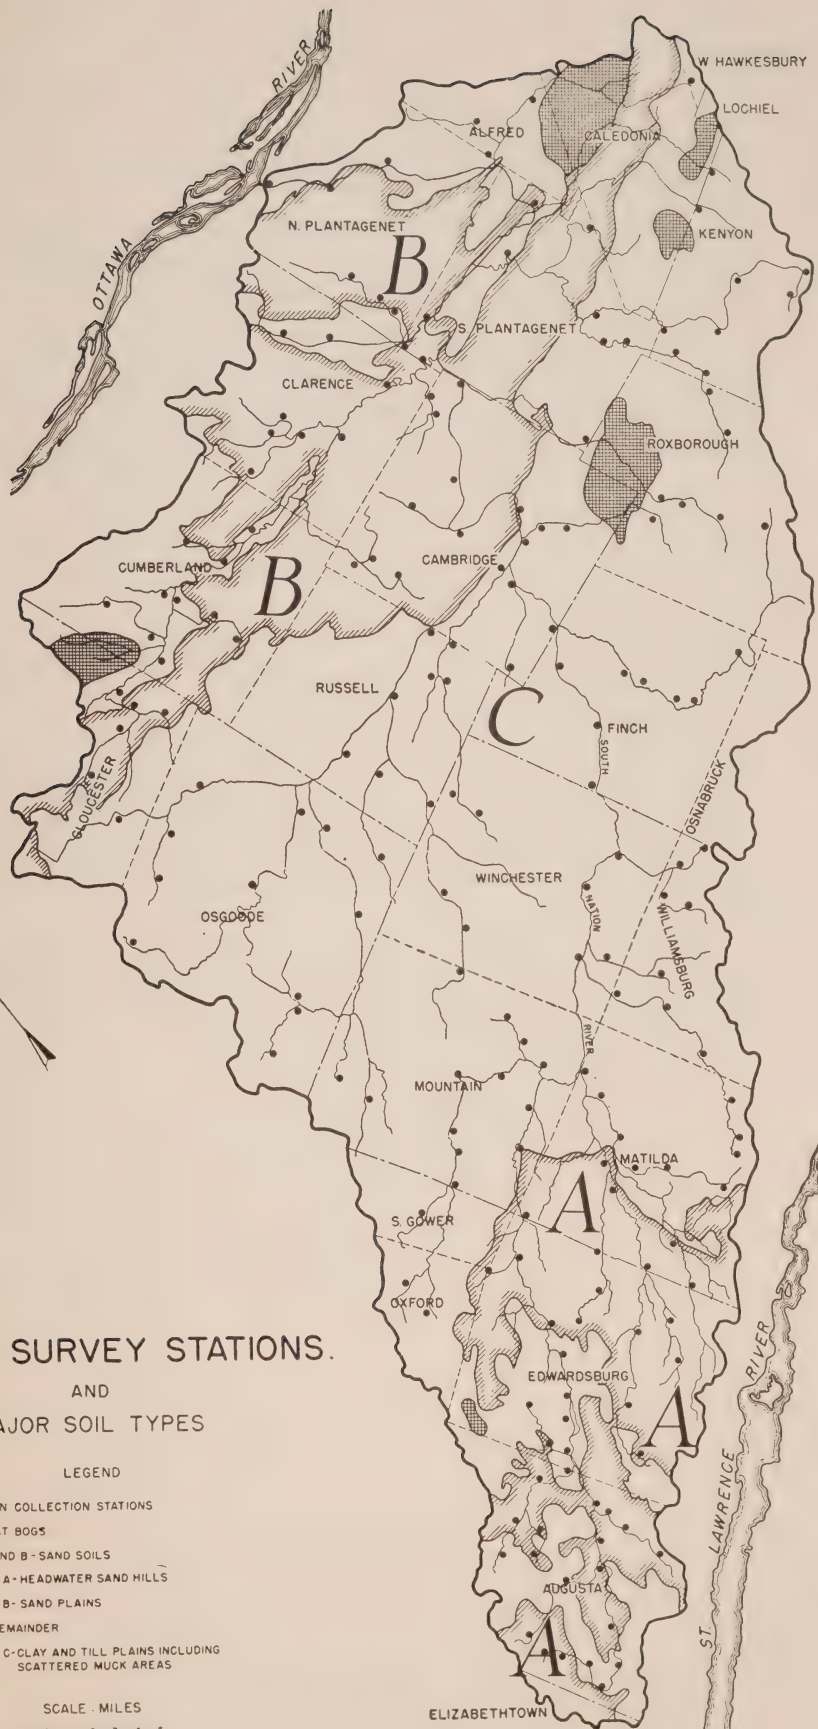 RIVER
OTTAWA
W HAWKESBURY
LOCHIEL
ALFRED
CALEDONIA
N. PLANTAGENET
B
KENYON
S. PLANTAGENET
CLARENCE
ROXBOROUGH
CUMBERLAND
B
CAMBRIDGE
RUSSELL
C
FINCH
SOUTH
GLOUCESTER
OSNABRUCK
WINCHESTER
OSGOODE
NATION
WILLIAMSBURG
RIVER
MOUNTAIN
MATILDA
A
S. GOWER
OXFORD
EDWARDSBURG
A
RIVER
LAWRENCE
ST.
AUGUSTA
A
ELIZABETHTOWN
SURVEY STATIONS.
AND
AJOR SOIL TYPES
LEGEND
N COLLECTION STATIONS
T BOGS
ND B - SAND SOILS
A - HEADWATER SAND HILLS
B - SAND PLAINS
EMAINDER
C - CLAY AND TILL PLAINS INCLUDING
SCATTERED MUCK AREAS
SCALE - MILES